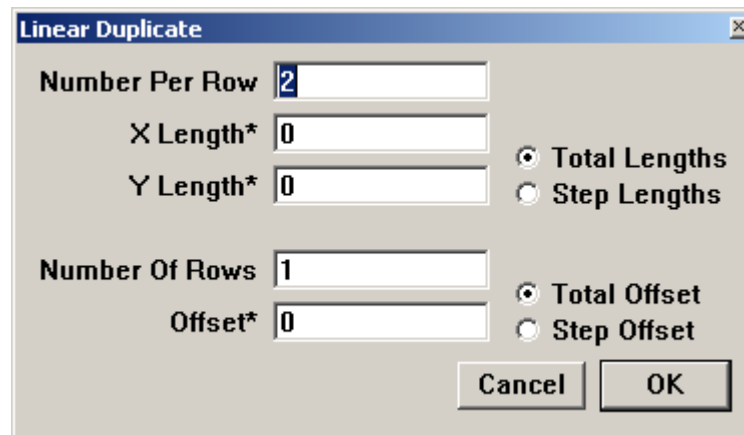 Linear Duplicate
Number Per Row 2
X Length* 0
Y Length* 0
Total Lengths
Step Lengths
Number Of Rows 1
Offset* 0
Total Offset
Step Offset
Cancel OK